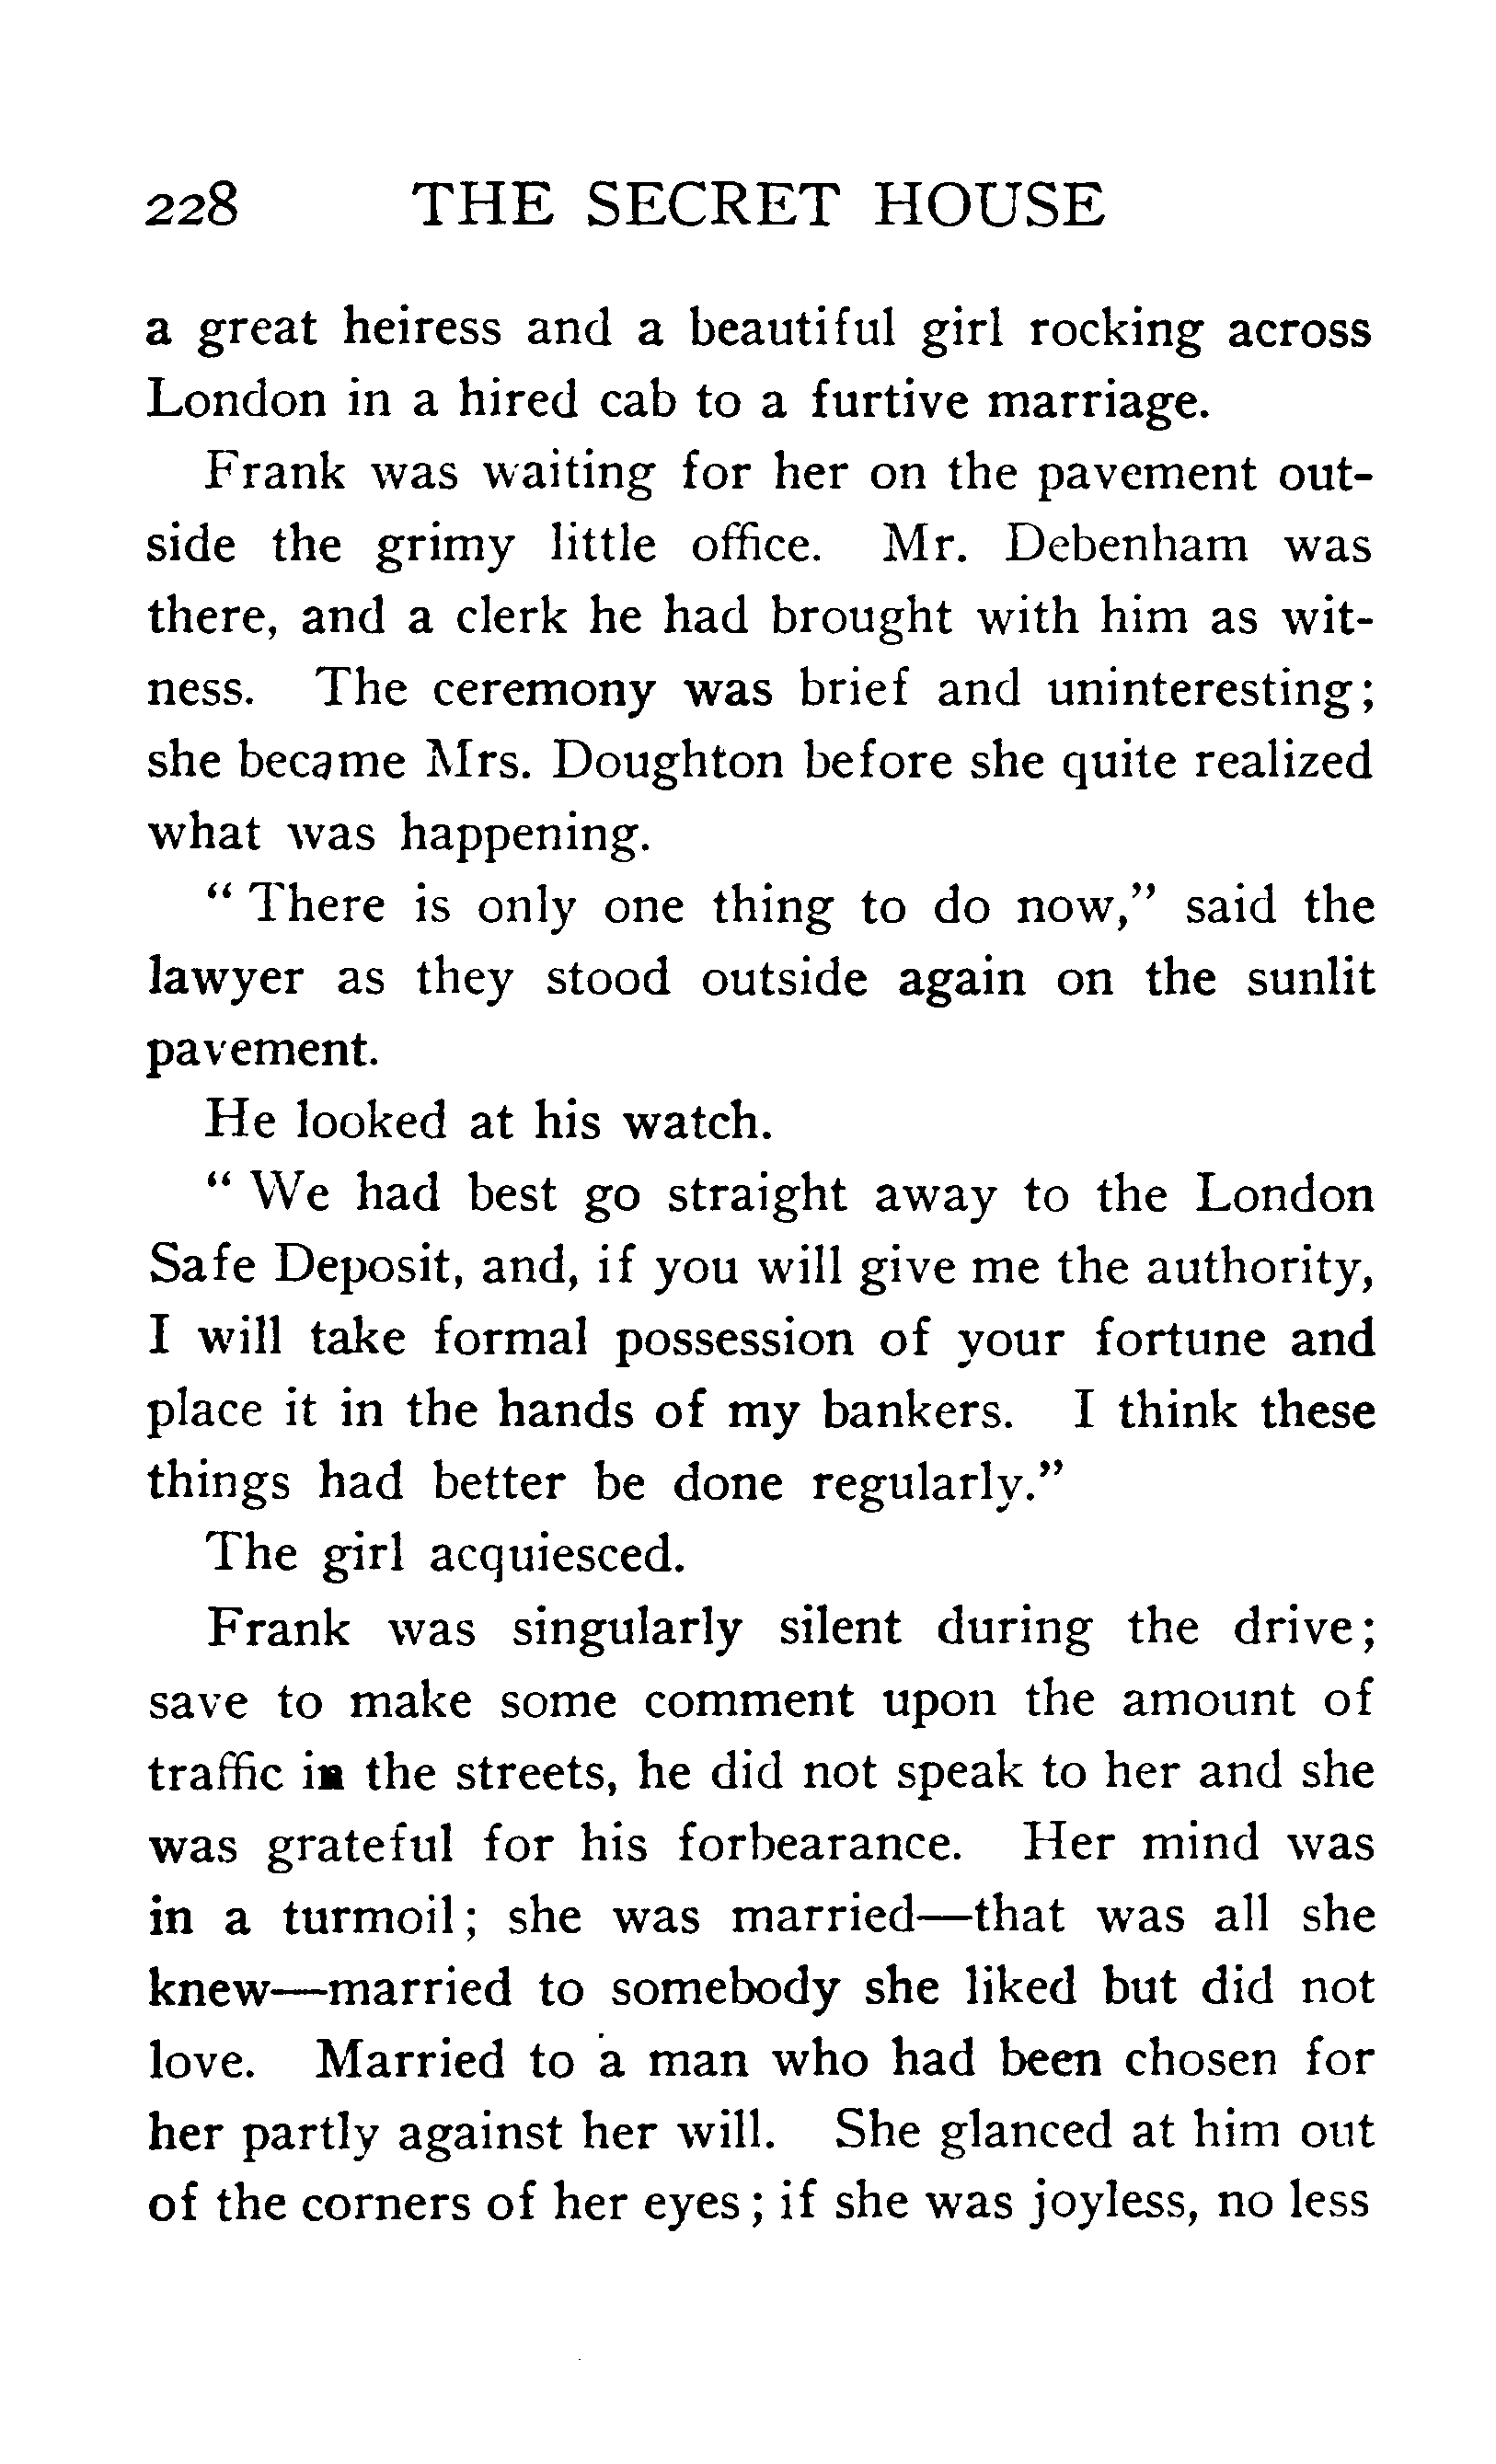 228 THE SECRET HOUSE
a great heiress and a beautiful girl rocking across
London in a hired cab to a furtive marriage.
Frank was waiting for her on the pavement out-
side the grimy little office. Mr. Debenham was
there, and a clerk he had brought with him as wit-
ness. The ceremony was brief and uninteresting;
she became Mrs. Doughton before she quite realized
what was happening.
"There is only one thing to do now," said the
lawyer as they stood outside again on the sunlit
pavement.
He looked at his watch.
"We had best go straight away to the London
Safe Deposit, and, if you will give me the authority,
I will take formal possession of your fortune and
place it in the hands of my bankers. I think these
things had better be done regularly."
The girl acquiesced.
Frank was singularly silent during the drive;
save to make some comment upon the amount of
traffic in the streets, he did not speak to her and she
was grateful for his forbearance. Her mind was
in a turmoil; she was married—that was all she
knew—married to somebody she liked but did not
love. Married to a man who had been chosen for
her partly against her will. She glanced at him out
of the corners of her eyes; if she was joyless, no less